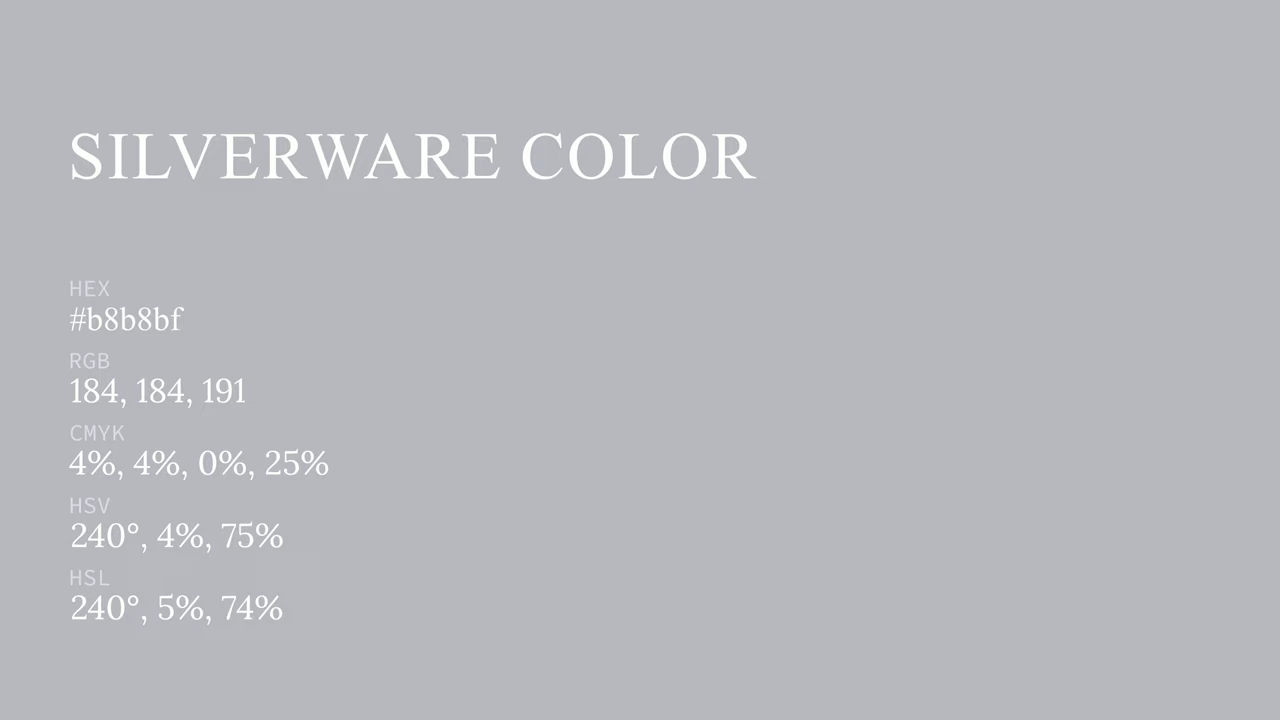 SILVERWARE COLOR
HEX
#b8b8bf
RGB
184, 184, 191
CMYK
4%, 4%, 0%, 25%
HSV
240°, 4%, 75%
HSL
240°, 5%, 74%